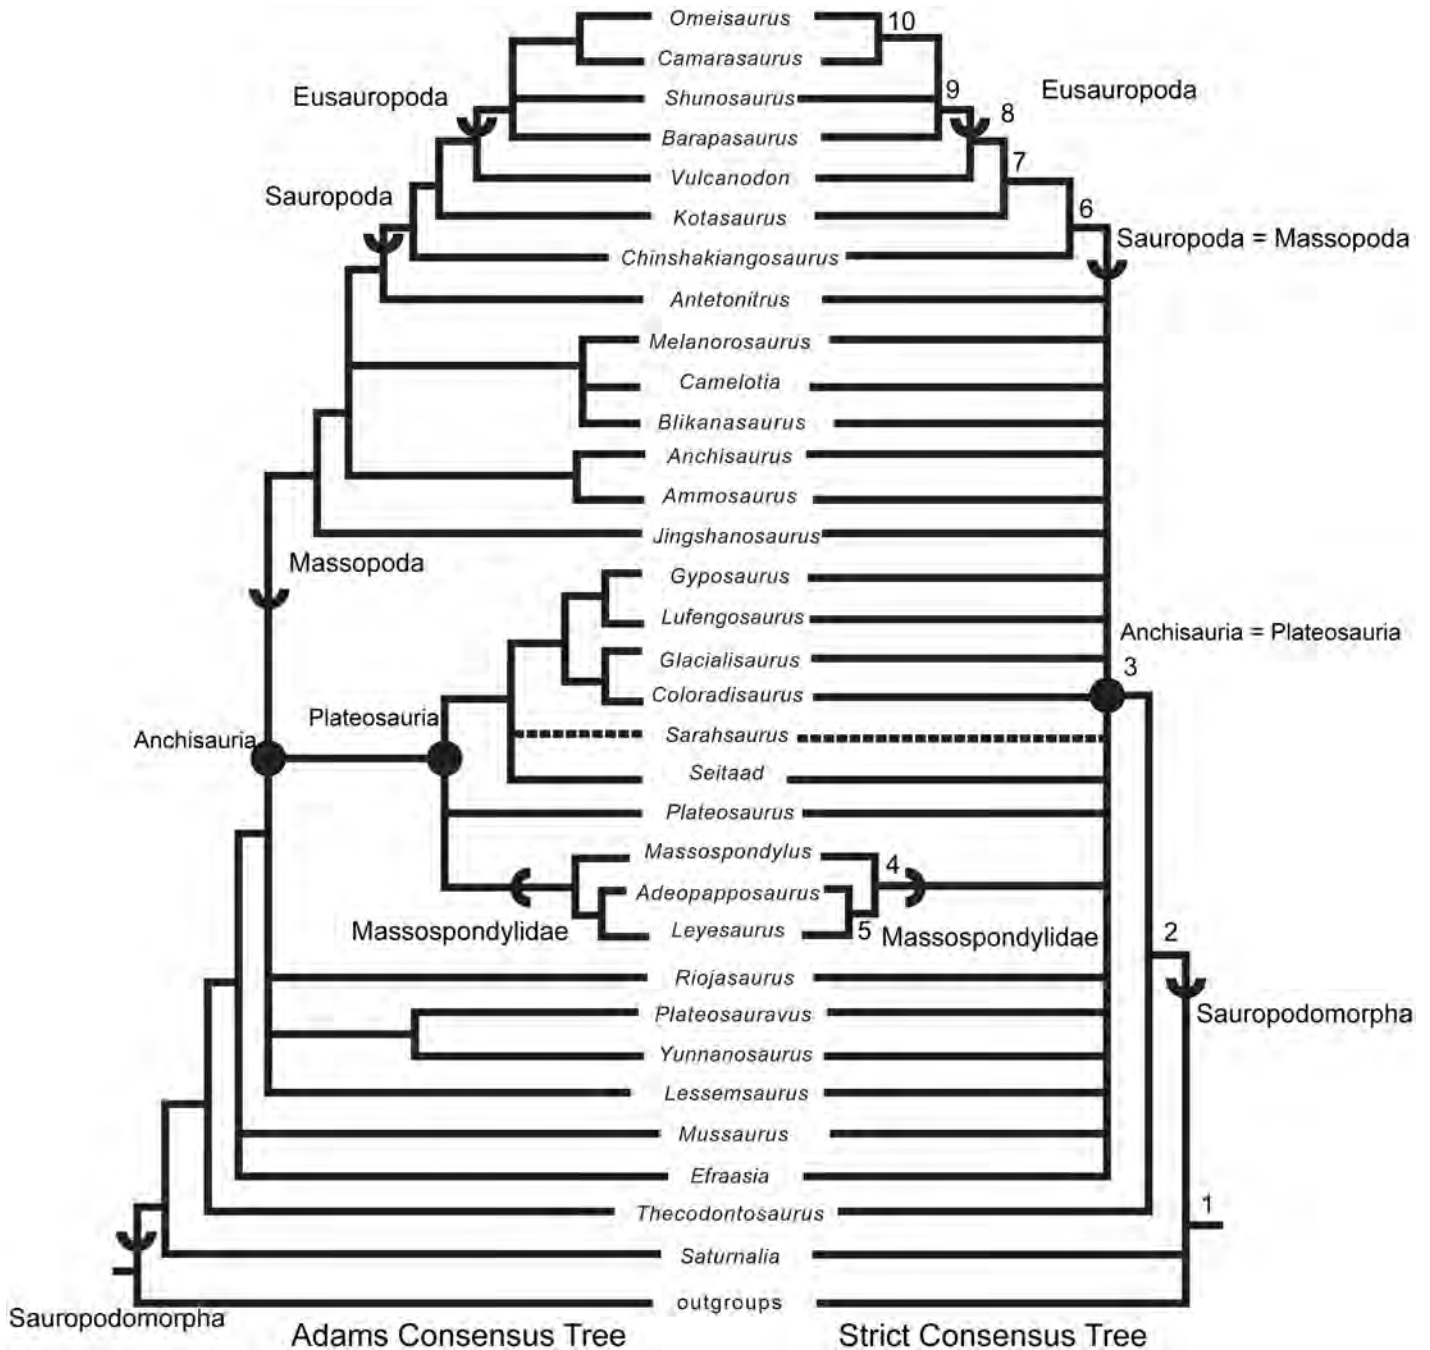 Omeisaurus
10
Camarasaurus
Eusauropoda
Shunosaurus
9
Eusauropoda
8
Barapasaurus
7
Vulcanodon
Sauropoda
6
Kotasaurus
Sauropoda = Massopoda
Chinshakiangosaurus
Antetonitrus
Melanorosaurus
Camelotia
Blikanasaurus
Anchisaurus
Ammosaurus
Jingshanosaurus
Massopoda
Gyposaurus
Lufengosaurus
Anchisauria = Plateosauria
Glacialisaurus
3
Coloradisaurus
Plateosauria
Anchisauria
Sarahsaurus
Seitaad
Plateosaurus
Massospondylus
4
Adeopapposaurus
Massospondylidae
Leyesaurus
5
Massospondylidae
2
Riojasaurus
Plateosauravus
Sauropodomorpha
Yunnanosaurus
Lessemsaurus
Mussaurus
Efraasia
1
Thecodontosaurus
Saturnalia
outgroups
Sauropodomorpha
Adams Consensus Tree
Strict Consensus Tree